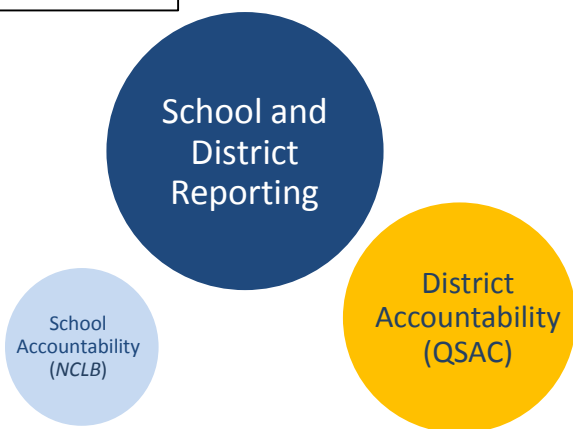 School and
District
Reporting
District
Accountability
(QSAC)
School
Accountability
(NCLB)